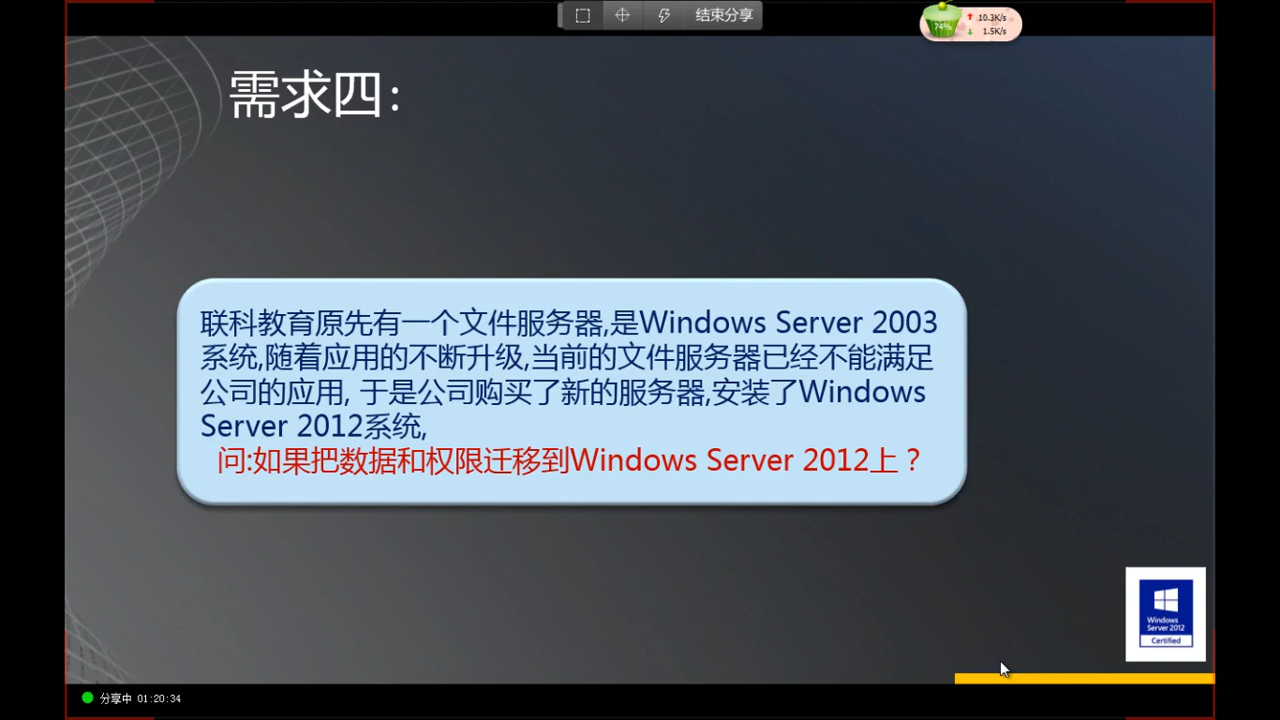 结束分享
74%
10.3K/s
1.5K/s
需求四:
联科教育原先有一个文件服务器,是Windows Server 2003
系统,随着应用的不断升级,当前的文件服务器已经不能满足
公司的应用, 于是公司购买了新的服务器,安装了Windows
Server 2012系统,
问:如果把数据和权限迁移到Windows Server 2012上？
Windows
Server 2012
Certified
分享中 01:20:34